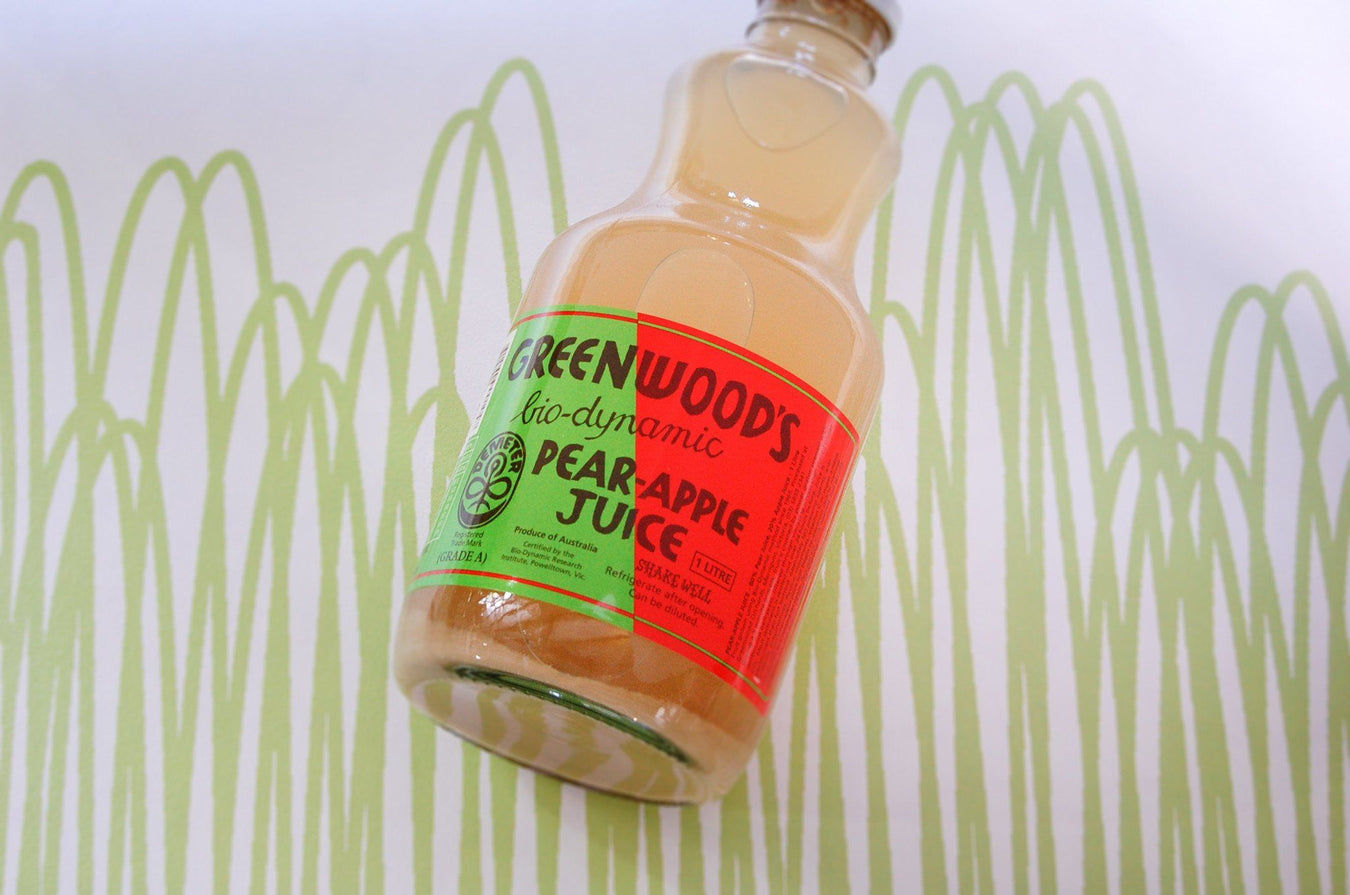 GREENWOOD'S
bio-dynamic
PEAR-APPLE
JUICE
DEMETER
Registered
Trade Mark
(GRADE A)
Produce of Australia
Certified by the
Bio-Dynamic Research
Institute, Powelltown, Vic.
SHAKE WELL
1 LITRE
Refrigerate after opening.
Can be diluted.